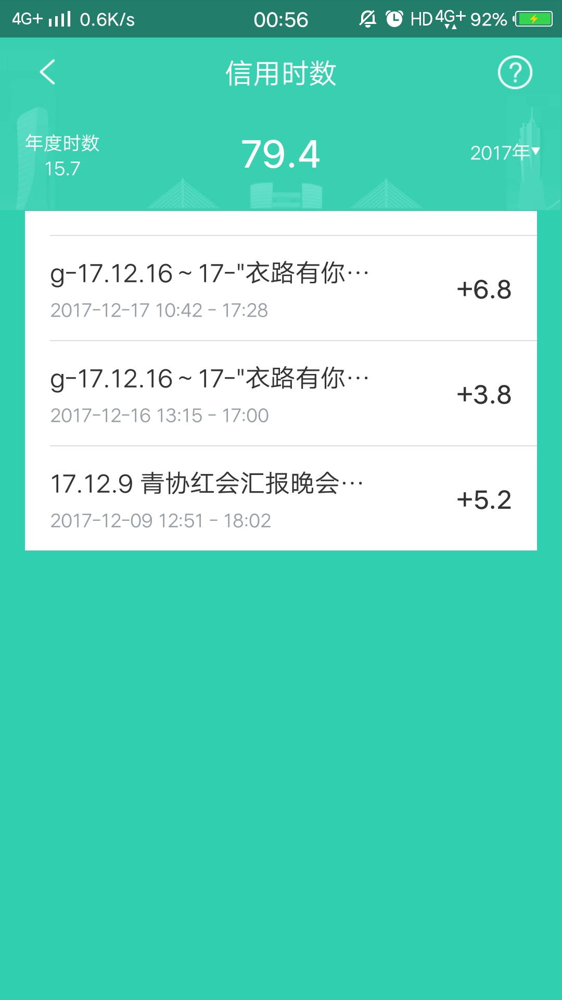 4G+ 0.6K/s 00:56 HD 4G+ 92%
信用时数
年度时数
15.7
79.4
2017年
g-17.12.16～17-"衣路有你…
2017-12-17 10:42 - 17:28
+6.8
g-17.12.16～17-"衣路有你…
2017-12-16 13:15 - 17:00
+3.8
17.12.9 青协红会汇报晚会…
2017-12-09 12:51 - 18:02
+5.2